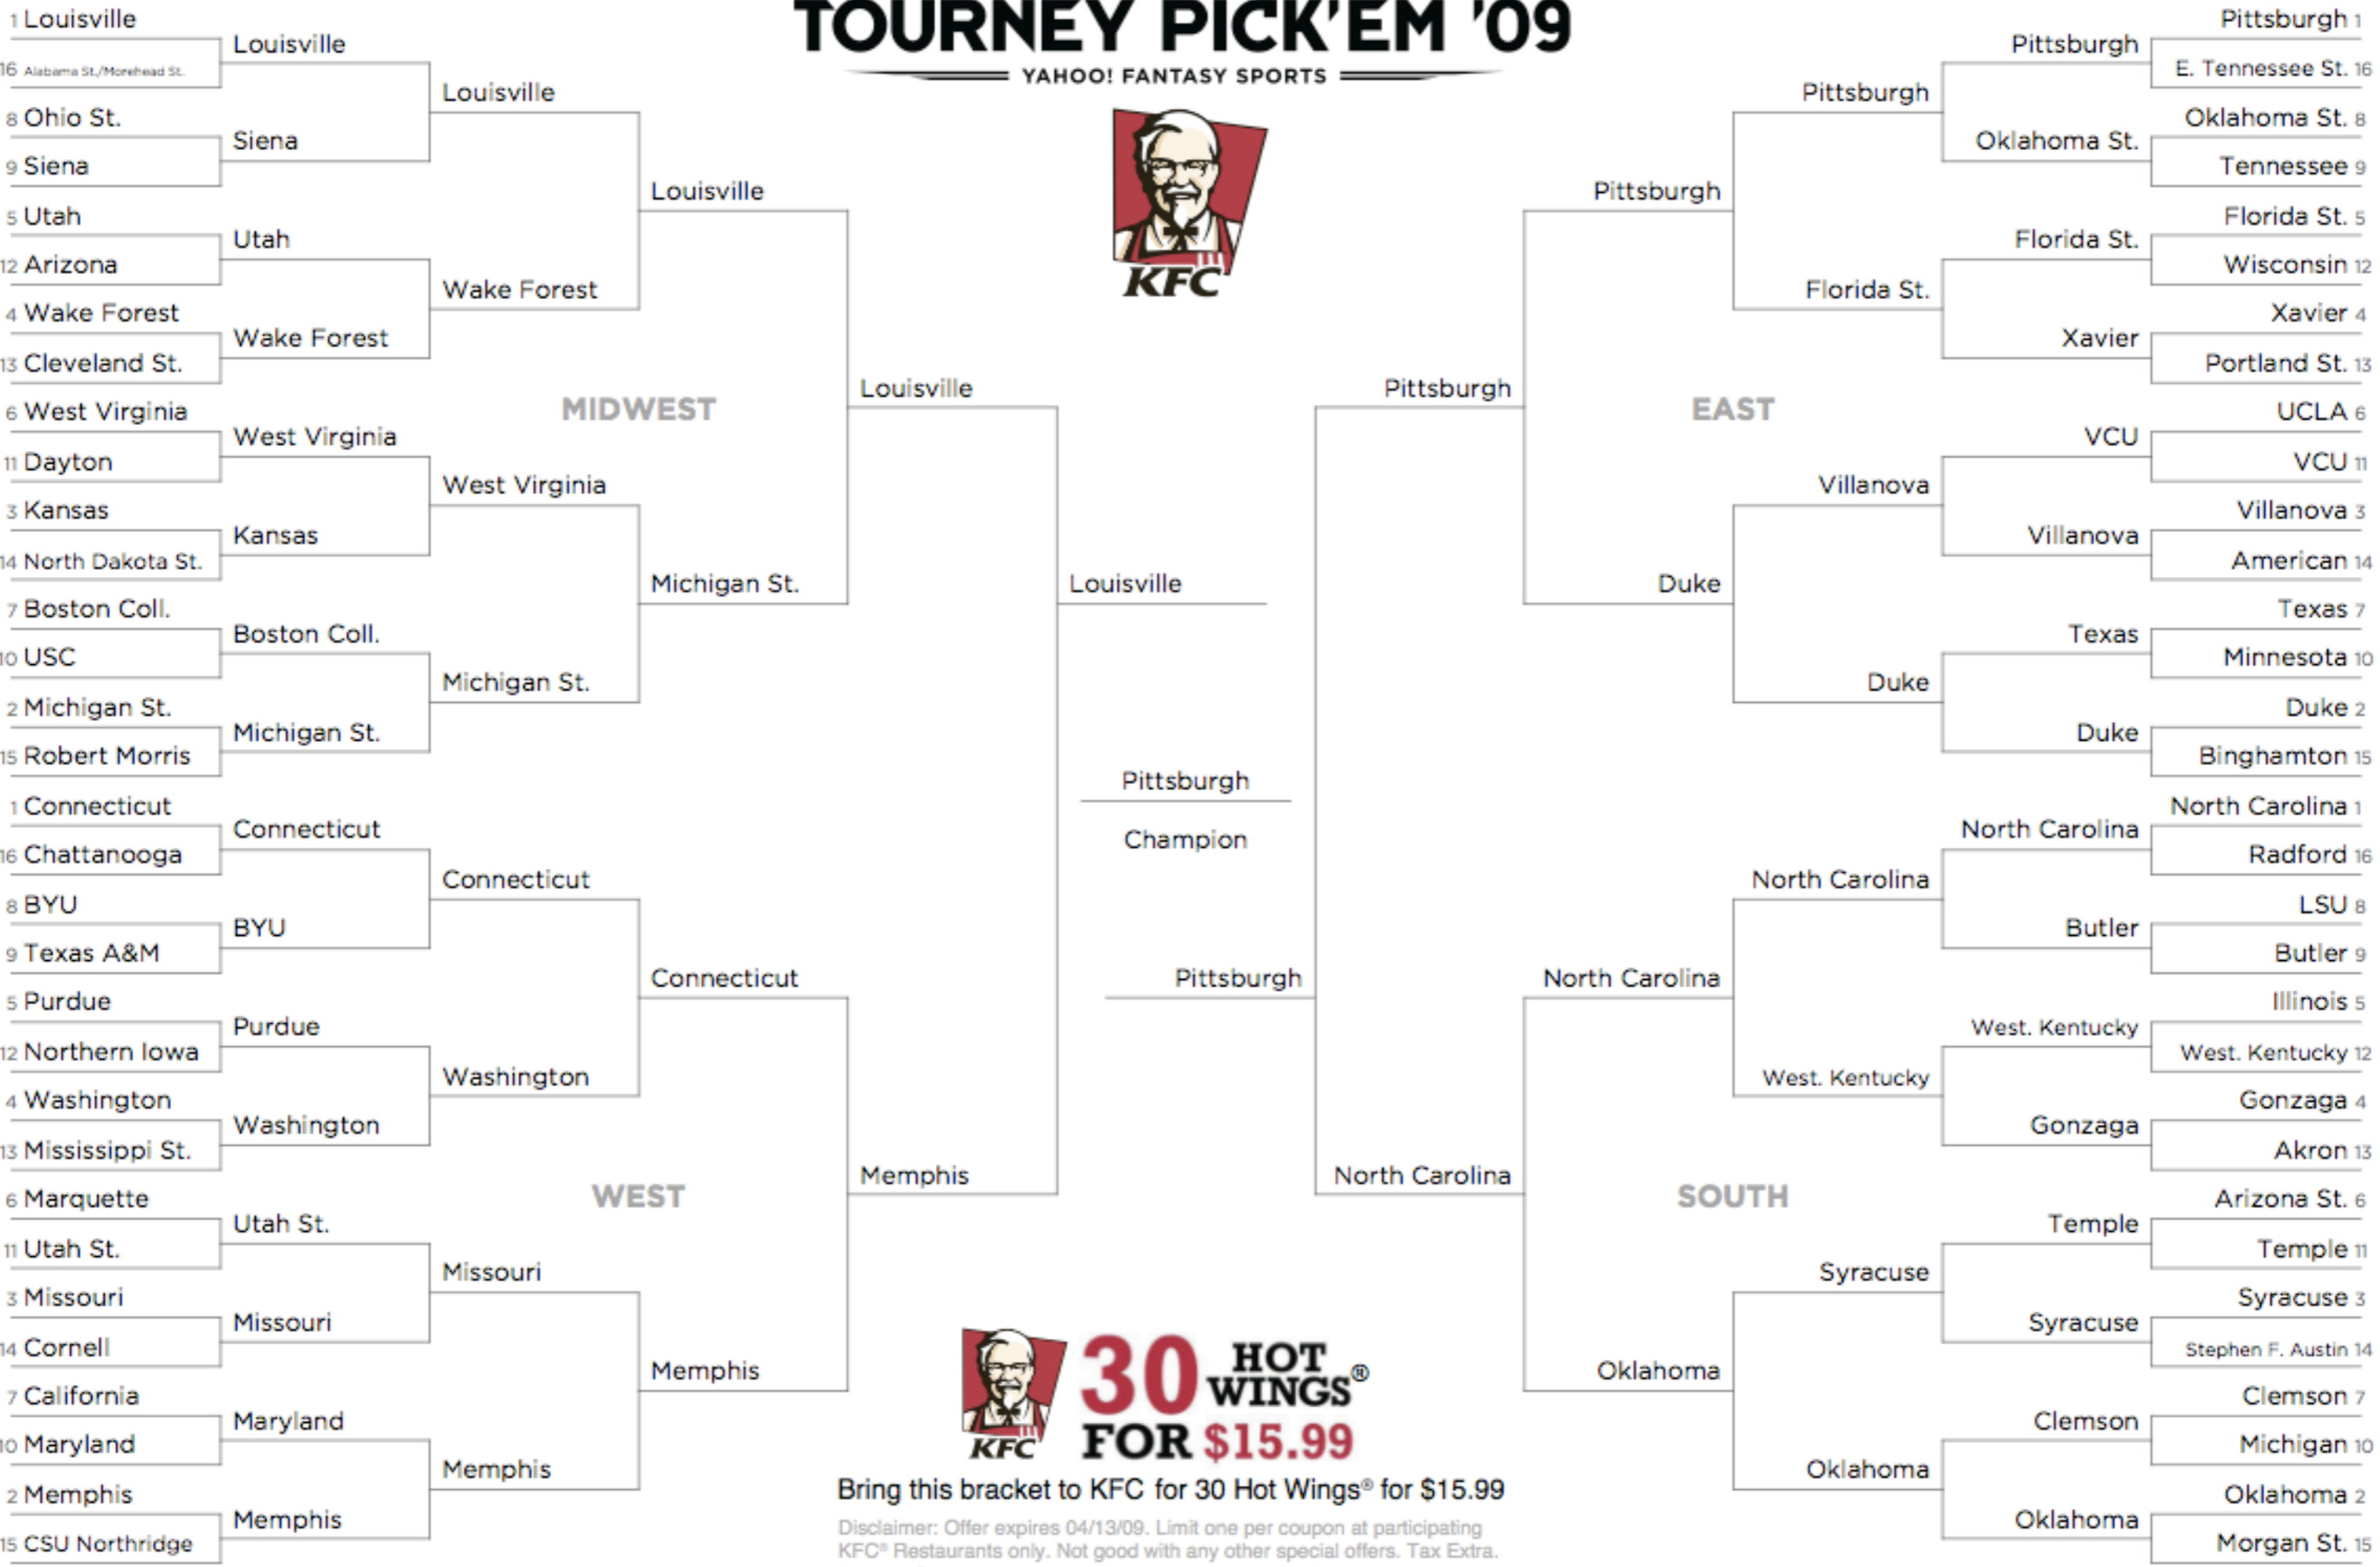 TOURNEY PICK'EM '09
YAHOO! FANTASY SPORTS
KFC
1 Louisville
16 Alabama St./Morehead St.
8 Ohio St.
9 Siena
5 Utah
12 Arizona
4 Wake Forest
13 Cleveland St.
6 West Virginia
11 Dayton
3 Kansas
14 North Dakota St.
7 Boston Coll.
10 USC
2 Michigan St.
15 Robert Morris
1 Connecticut
16 Chattanooga
8 BYU
9 Texas A&M
5 Purdue
12 Northern Iowa
4 Washington
13 Mississippi St.
6 Marquette
11 Utah St.
3 Missouri
14 Cornell
7 California
10 Maryland
2 Memphis
15 CSU Northridge
Louisville
Siena
Utah
Wake Forest
West Virginia
Kansas
Boston Coll.
Michigan St.
Connecticut
BYU
Purdue
Washington
Utah St.
Missouri
Maryland
Memphis
Louisville
Wake Forest
West Virginia
Michigan St.
Connecticut
Washington
Missouri
Memphis
MIDWEST
WEST
Louisville
Michigan St.
Connecticut
Memphis
Louisville
Memphis
Louisville
Pittsburgh
Champion
Pittsburgh
Pittsburgh
North Carolina
Pittsburgh
Duke
North Carolina
Oklahoma
EAST
SOUTH
Pittsburgh
Florida St.
Villanova
Duke
North Carolina
West. Kentucky
Syracuse
Oklahoma
Pittsburgh
Oklahoma St.
Florida St.
Xavier
VCU
Villanova
Texas
Duke
North Carolina
Butler
West. Kentucky
Gonzaga
Temple
Syracuse
Clemson
Oklahoma
Pittsburgh 1
E. Tennessee St. 16
Oklahoma St. 8
Tennessee 9
Florida St. 5
Wisconsin 12
Xavier 4
Portland St. 13
UCLA 6
VCU 11
Villanova 3
American 14
Texas 7
Minnesota 10
Duke 2
Binghamton 15
North Carolina 1
Radford 16
LSU 8
Butler 9
Illinois 5
West. Kentucky 12
Gonzaga 4
Akron 13
Arizona St. 6
Temple 11
Syracuse 3
Stephen F. Austin 14
Clemson 7
Michigan 10
Oklahoma 2
Morgan St. 15
KFC
30 HOT WINGS®
FOR $15.99
Bring this bracket to KFC for 30 Hot Wings® for $15.99
Disclaimer: Offer expires 04/13/09. Limit one per coupon at participating
KFC® Restaurants only. Not good with any other special offers. Tax Extra.